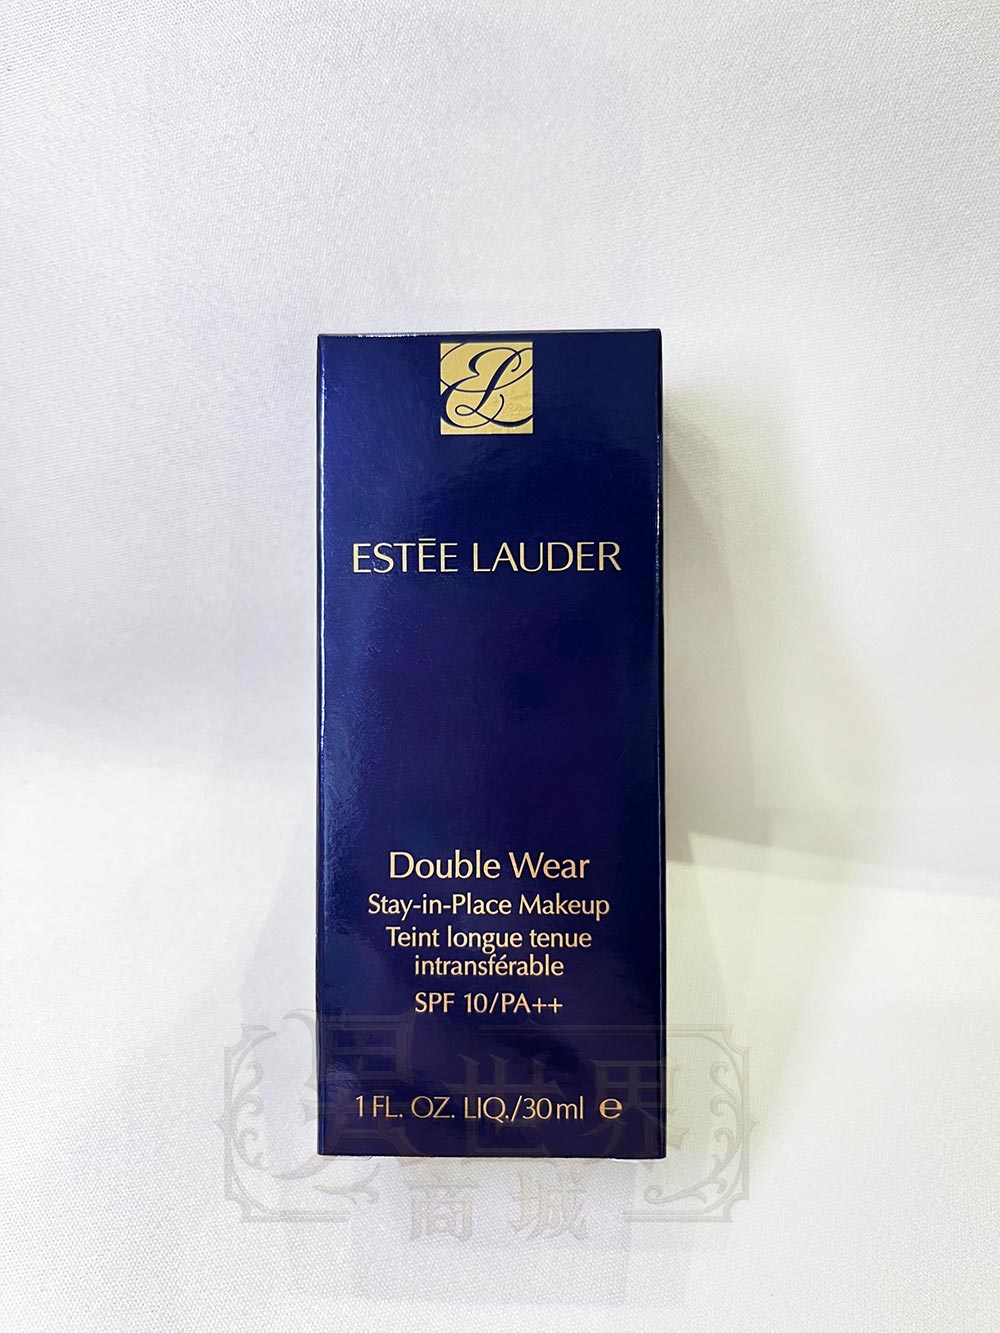 ESTĒE LAUDER
Double Wear
Stay-in-Place Makeup
Teint longue tenue
intransférable
SPF 10/PA++
1 FL. OZ. LIQ./30ml ℮
異世界
商城